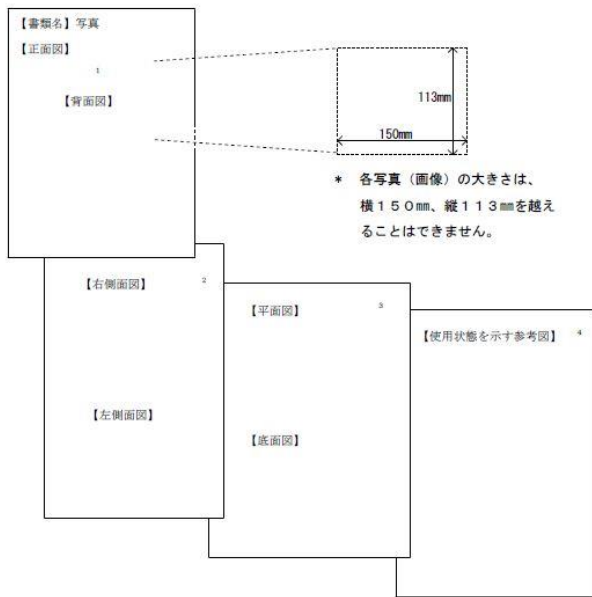 【書類名】写真
【正面図】
1
【背面図】
113mm
150mm
* 各写真（画像）の大きさは、
横１５０㎜、縦１１３㎜を越え
ることはできません。
【右側面図】 2
【左側面図】
【平面図】 3
【底面図】
【使用状態を示す参考図】 4